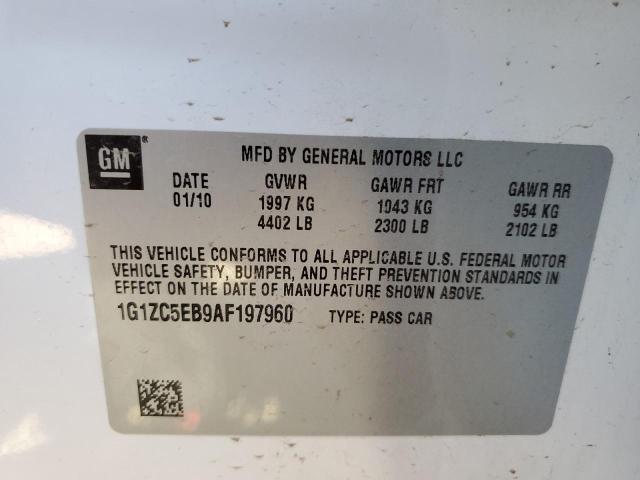 GM®
MFD BY GENERAL MOTORS LLC
DATE GVWR GAWR FRT GAWR RR
01/10 1997 KG 1043 KG 954 KG
4402 LB 2300 LB 2102 LB
THIS VEHICLE CONFORMS TO ALL APPLICABLE U.S. FEDERAL MOTOR
VEHICLE SAFETY, BUMPER, AND THEFT PREVENTION STANDARDS IN
EFFECT ON THE DATE OF MANUFACTURE SHOWN ABOVE.
1G1ZC5EB9AF197960 TYPE: PASS CAR